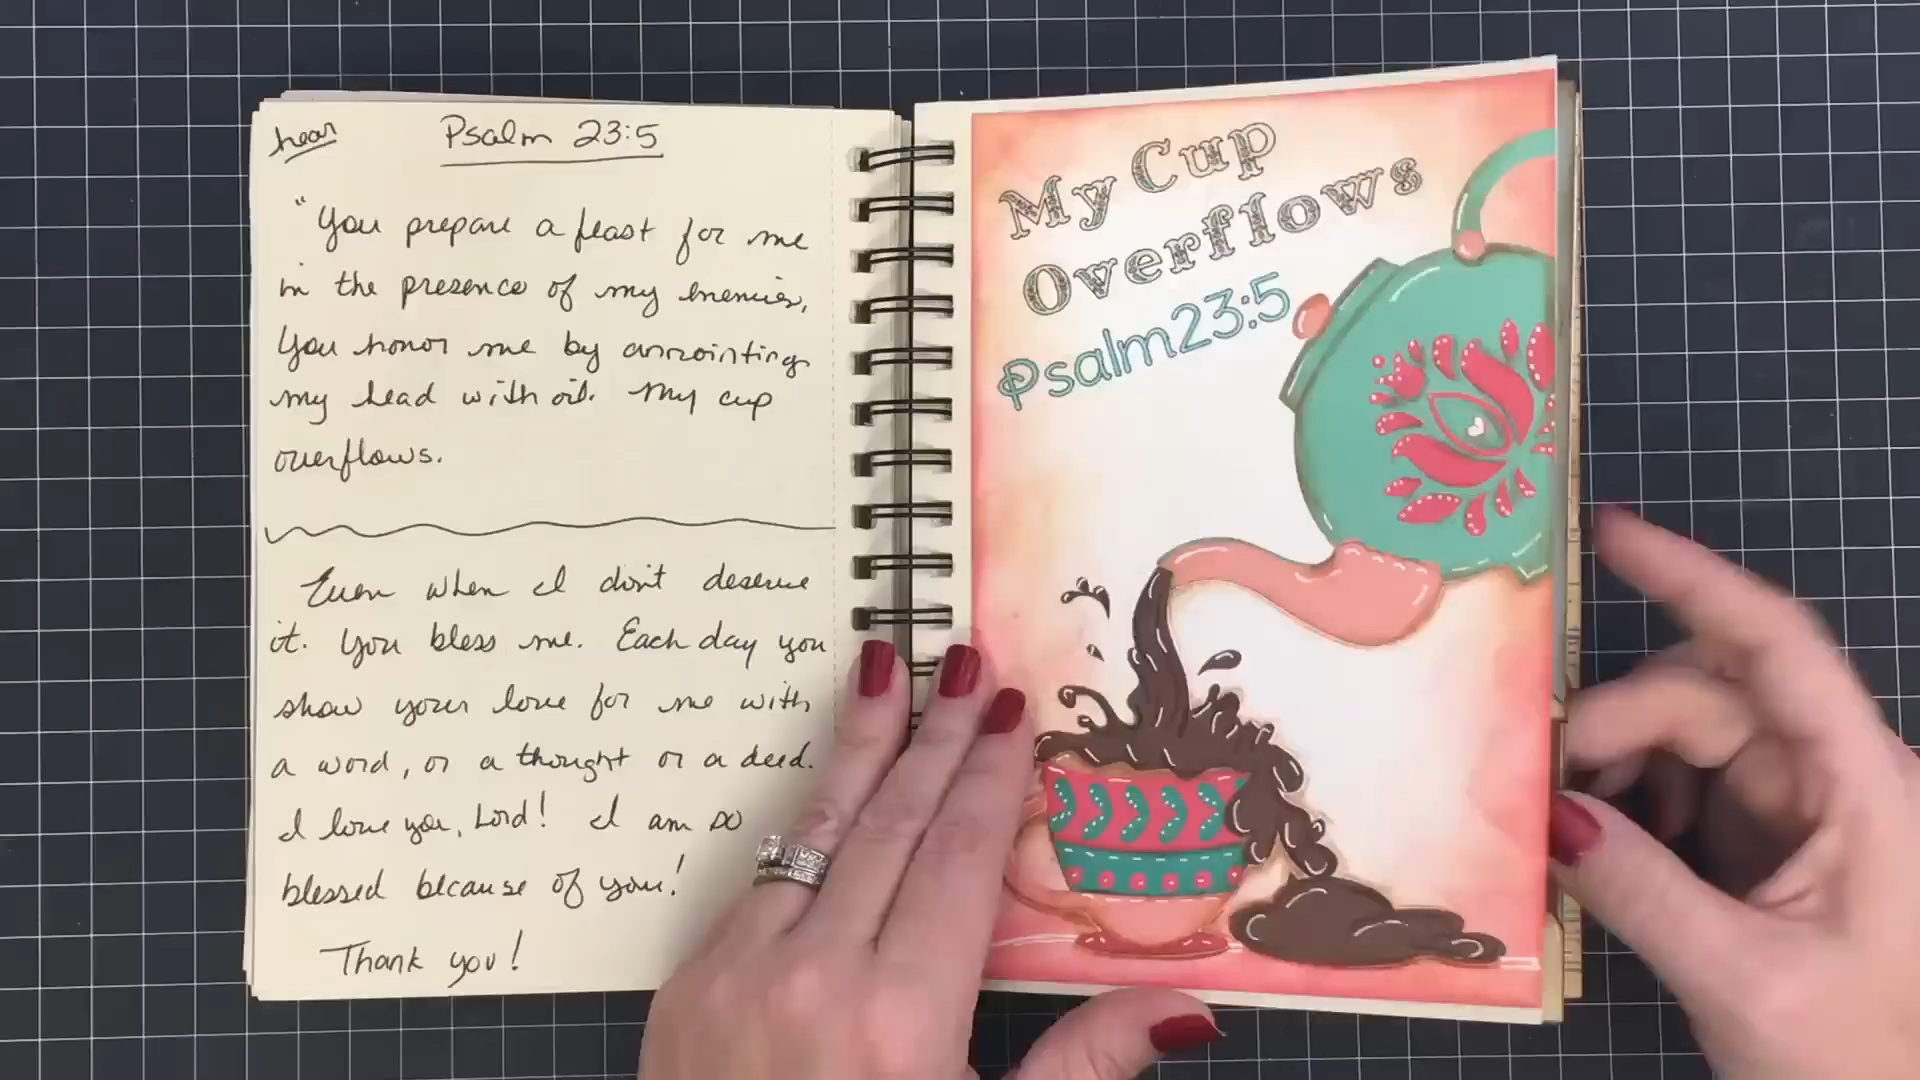 hear
Psalm 23:5
"You prepare a feast for me
in the presence of my enemies,
You honor me by annointing
my head with oil. My cup
overflows.
Even when I don't deserve
it. You bless me. Each day you
show your love for me with
a word, or a thought or a deed.
I love you, Lord! I am so
blessed because of you!
Thank you!
My Cup
Overflows
Psalm 23:5